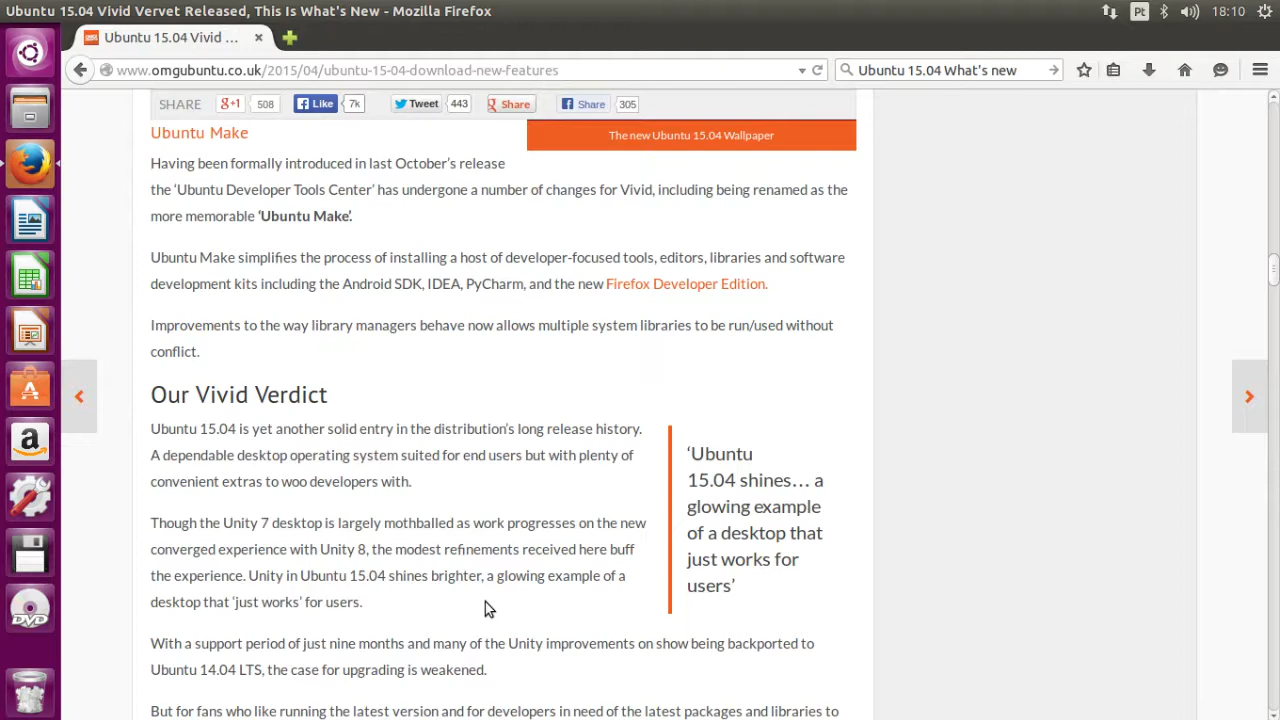 Ubuntu 15.04 Vivid Vervet Released, This Is What's New - Mozilla Firefox
Pt
18:10
Ubuntu 15.04 Vivid ...
www.omgubuntu.co.uk/2015/04/ubuntu-15-04-download-new-features
Ubuntu 15.04 What's new
SHARE
+1 508
Like 7k
Tweet 443
Share
Share 305
Ubuntu Make
The new Ubuntu 15.04 Wallpaper
Having been formally introduced in last October’s release
the ‘Ubuntu Developer Tools Center’ has undergone a number of changes for Vivid, including being renamed as the
more memorable ‘Ubuntu Make’.
Ubuntu Make simplifies the process of installing a host of developer-focused tools, editors, libraries and software
development kits including the Android SDK, IDEA, PyCharm, and the new Firefox Developer Edition.
Improvements to the way library managers behave now allows multiple system libraries to be run/used without
conflict.
Our Vivid Verdict
Ubuntu 15.04 is yet another solid entry in the distribution’s long release history.
A dependable desktop operating system suited for end users but with plenty of
convenient extras to woo developers with.
Though the Unity 7 desktop is largely mothballed as work progresses on the new
converged experience with Unity 8, the modest refinements received here buff
the experience. Unity in Ubuntu 15.04 shines brighter, a glowing example of a
desktop that ‘just works’ for users.
‘Ubuntu
15.04 shines… a
glowing example
of a desktop that
just works for
users’
With a support period of just nine months and many of the Unity improvements on show being backported to
Ubuntu 14.04 LTS, the case for upgrading is weakened.
But for fans who like running the latest version and for developers in need of the latest packages and libraries to